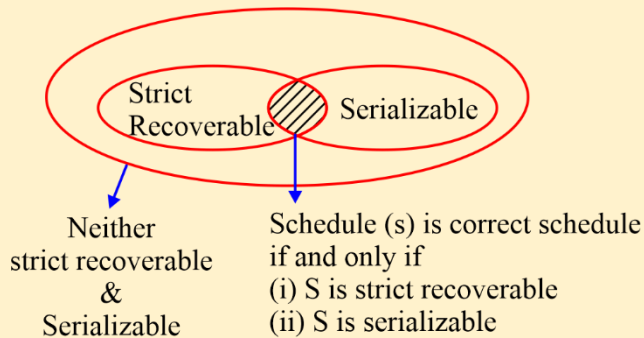 Strict
Recoverable
Serializable
Neither
strict recoverable
&
Serializable
Schedule (s) is correct schedule
if and only if
(i) S is strict recoverable
(ii) S is serializable